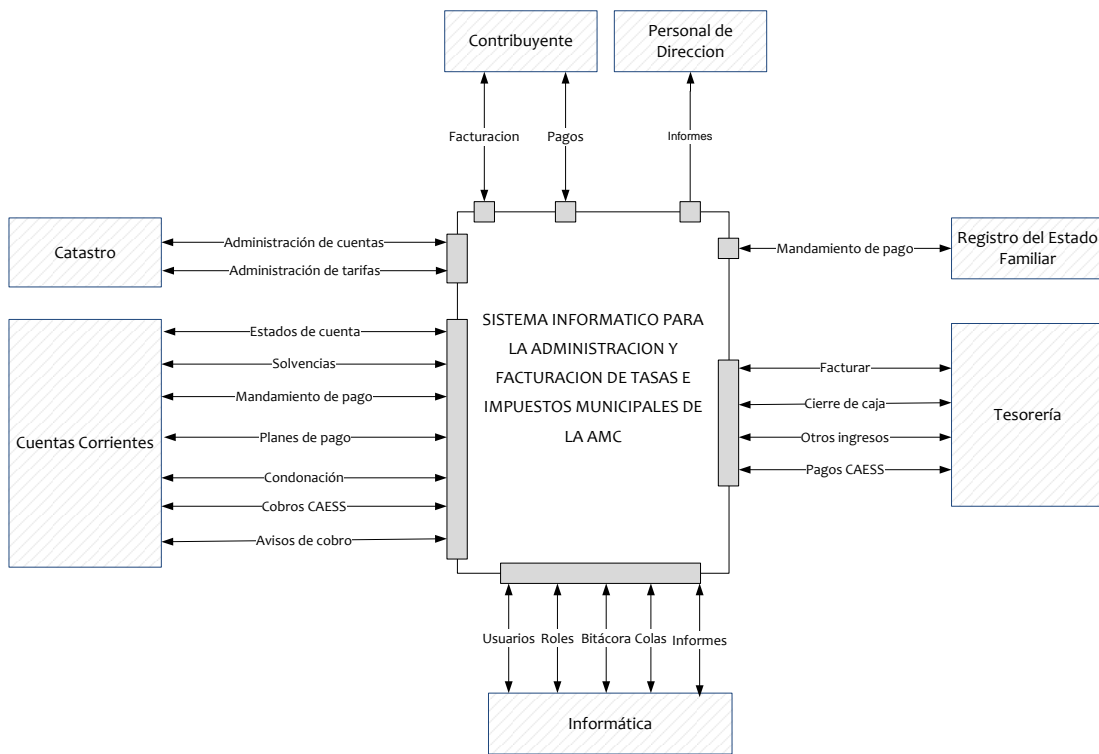 Contribuyente
Personal de
Direccion
Facturacion
Pagos
Informes
Catastro
Administración de cuentas
Administración de tarifas
Mandamiento de pago
Registro del Estado
Familiar
Cuentas Corrientes
Estados de cuenta
Solvencias
Mandamiento de pago
Planes de pago
Condonación
Cobros CAESS
Avisos de cobro
SISTEMA INFORMATICO PARA
LA ADMINISTRACION Y
FACTURACION DE TASAS E
IMPUESTOS MUNICIPALES DE
LA AMC
Facturar
Cierre de caja
Otros ingresos
Pagos CAESS
Tesorería
Usuarios
Roles
Bitácora
Colas
Informes
Informática